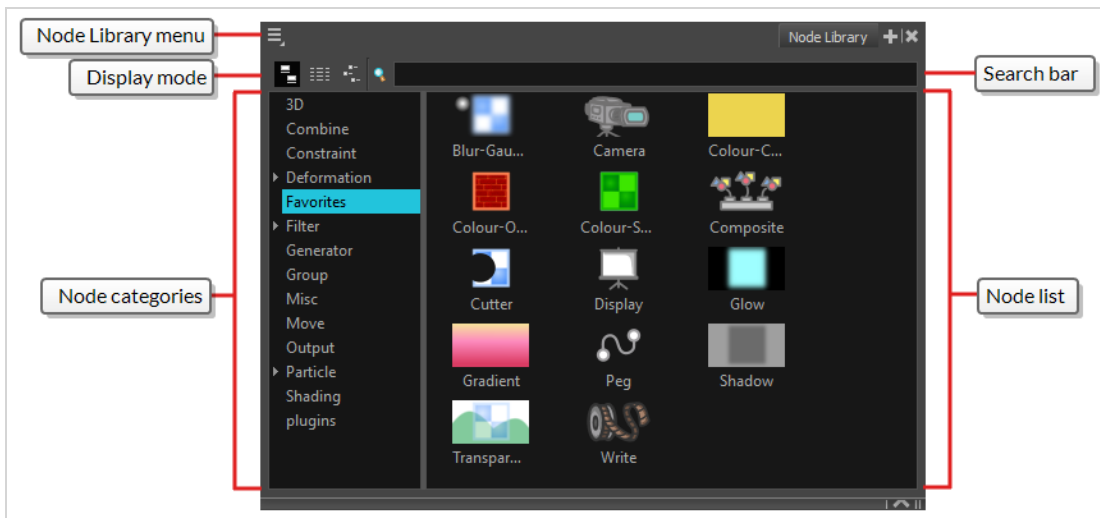 Node Library menu
Node Library
Display mode
Search bar
Node categories
3D
Combine
Constraint
Deformation
Favorites
Filter
Generator
Group
Misc
Move
Output
Particle
Shading
plugins
Blur-Gau...
Camera
Colour-C...
Colour-O...
Colour-S...
Composite
Cutter
Display
Glow
Gradient
Peg
Shadow
Transpar...
Write
Node list